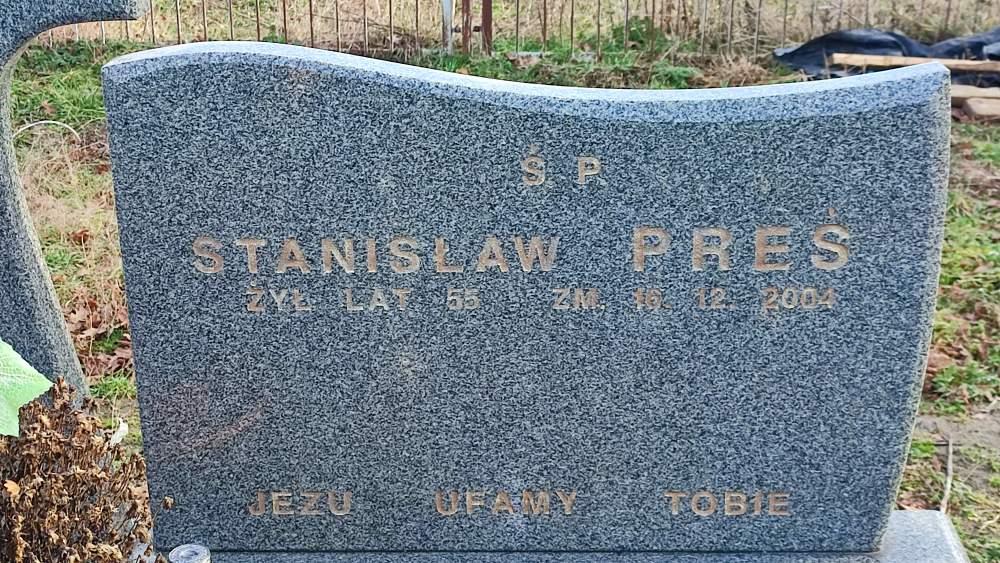 Ś P
STANISŁAW PREŚ
ŻYŁ LAT 55 ZM. 16. 12. 2004
JEZU UFAMY TOBIE